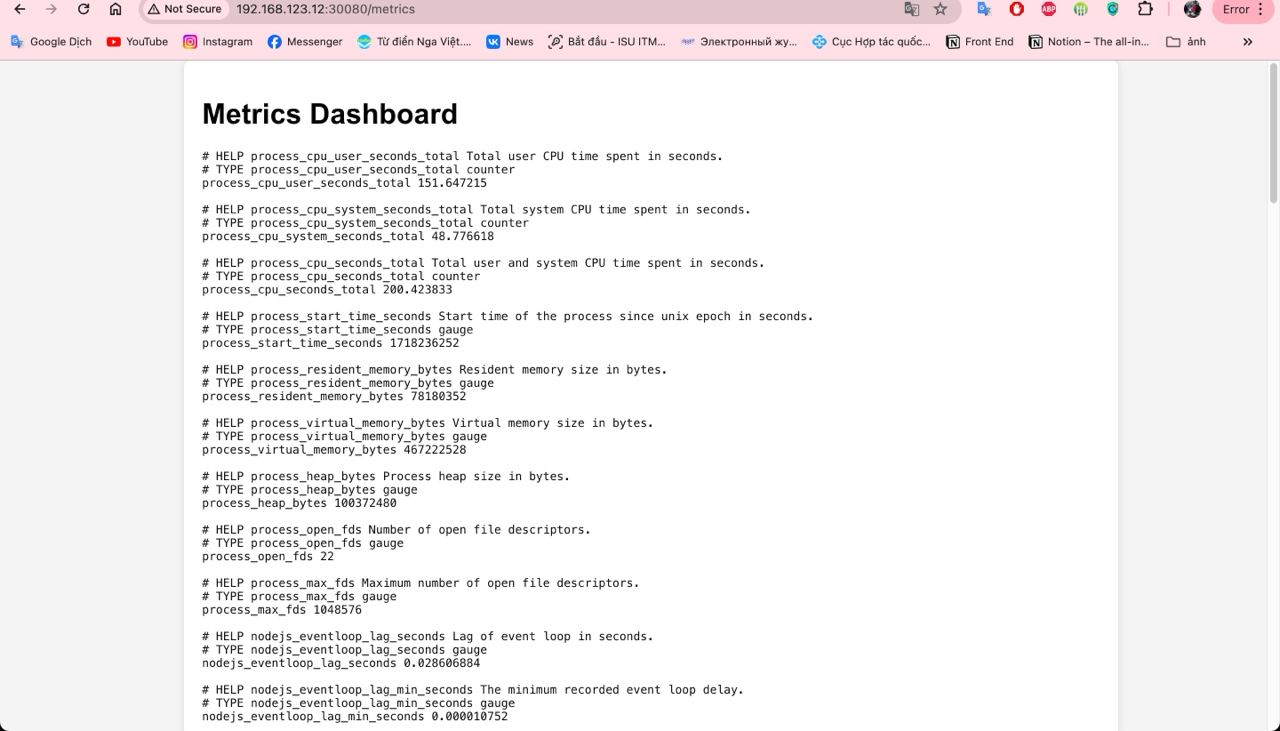 Not Secure 192.168.123.12:30080/metrics Error
Google Dịch YouTube Instagram Messenger Từ điển Nga Việt.... News Bắt đầu - ISU ITM... Электронный жу... Cục Hợp tác quốc... Front End Notion – The all-in... ảnh
Metrics Dashboard
# HELP process_cpu_user_seconds_total Total user CPU time spent in seconds.
# TYPE process_cpu_user_seconds_total counter
process_cpu_user_seconds_total 151.647215
# HELP process_cpu_system_seconds_total Total system CPU time spent in seconds.
# TYPE process_cpu_system_seconds_total counter
process_cpu_system_seconds_total 48.776618
# HELP process_cpu_seconds_total Total user and system CPU time spent in seconds.
# TYPE process_cpu_seconds_total counter
process_cpu_seconds_total 200.423833
# HELP process_start_time_seconds Start time of the process since unix epoch in seconds.
# TYPE process_start_time_seconds gauge
process_start_time_seconds 1718236252
# HELP process_resident_memory_bytes Resident memory size in bytes.
# TYPE process_resident_memory_bytes gauge
process_resident_memory_bytes 78180352
# HELP process_virtual_memory_bytes Virtual memory size in bytes.
# TYPE process_virtual_memory_bytes gauge
process_virtual_memory_bytes 467222528
# HELP process_heap_bytes Process heap size in bytes.
# TYPE process_heap_bytes gauge
process_heap_bytes 100372480
# HELP process_open_fds Number of open file descriptors.
# TYPE process_open_fds gauge
process_open_fds 22
# HELP process_max_fds Maximum number of open file descriptors.
# TYPE process_max_fds gauge
process_max_fds 1048576
# HELP nodejs_eventloop_lag_seconds Lag of event loop in seconds.
# TYPE nodejs_eventloop_lag_seconds gauge
nodejs_eventloop_lag_seconds 0.028606884
# HELP nodejs_eventloop_lag_min_seconds The minimum recorded event loop delay.
# TYPE nodejs_eventloop_lag_min_seconds gauge
nodejs_eventloop_lag_min_seconds 0.000010752